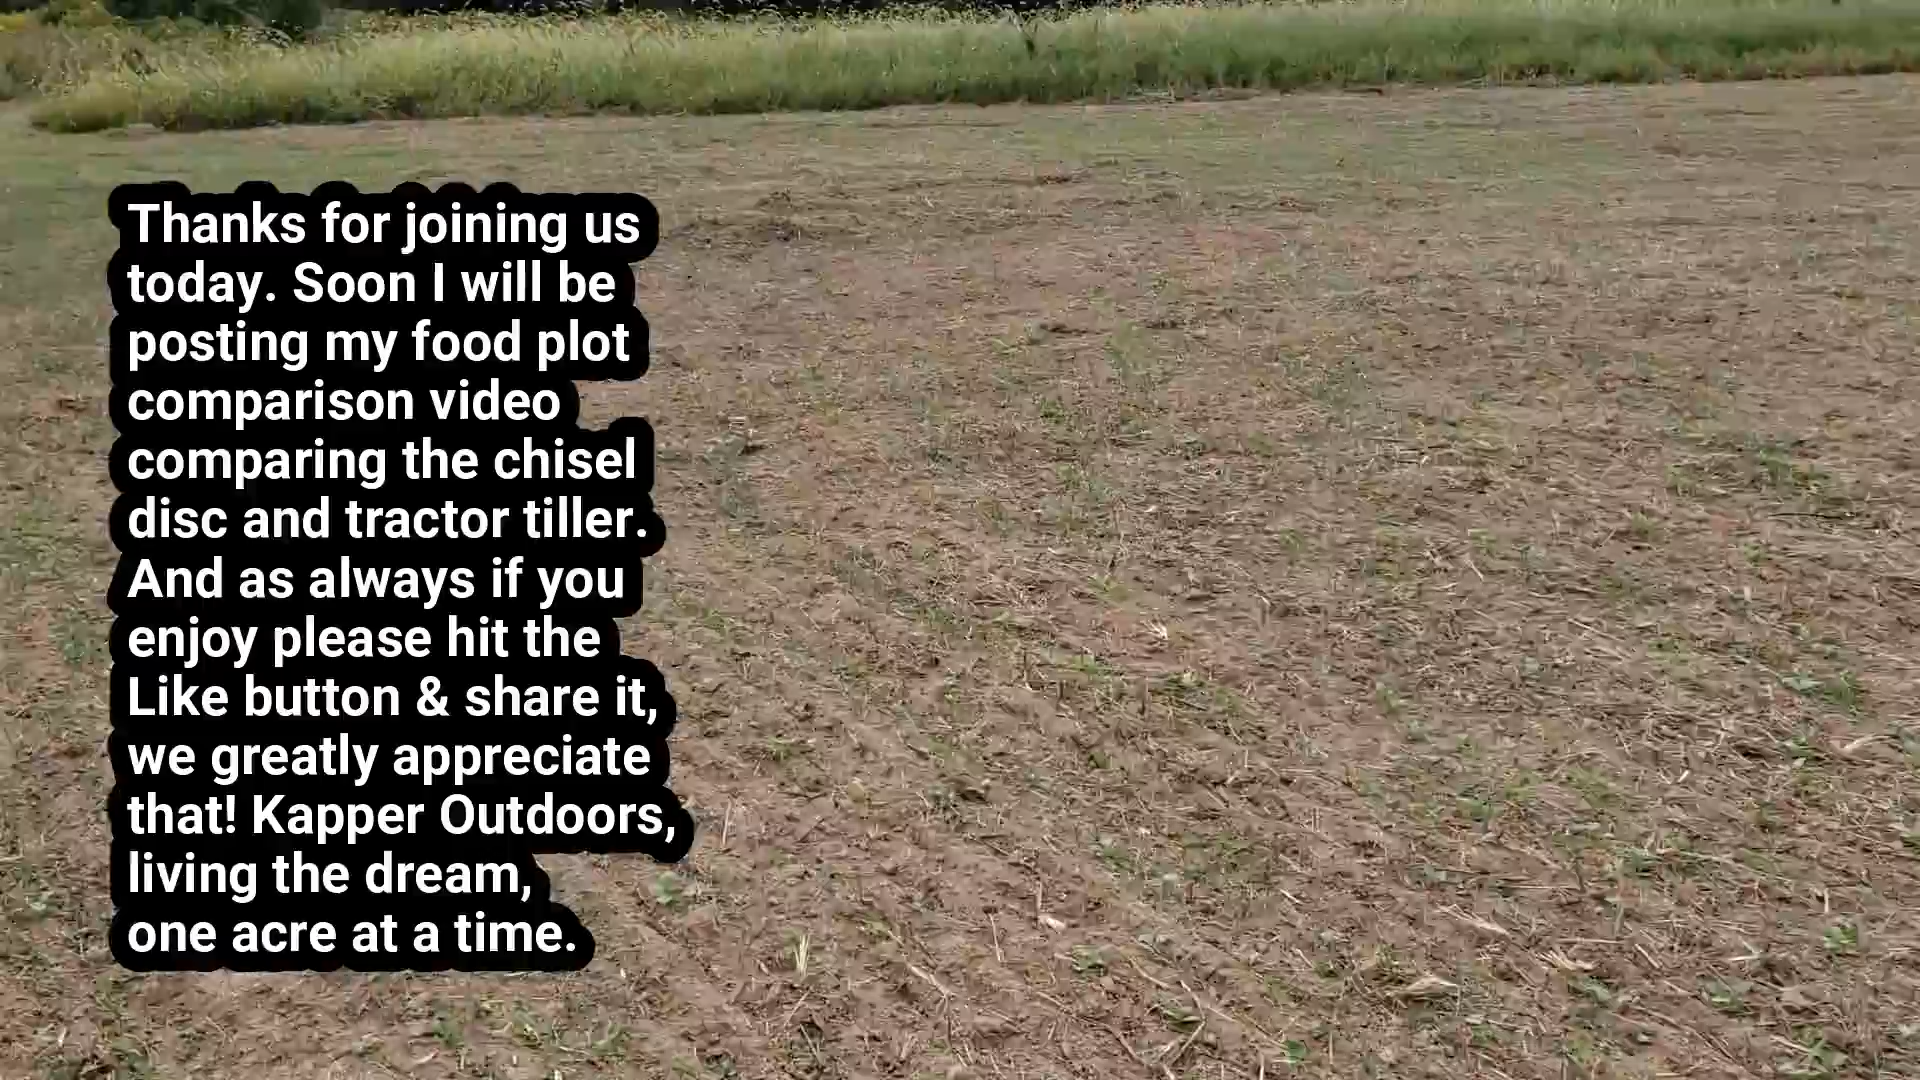 Thanks for joining us
today. Soon I will be
posting my food plot
comparison video
comparing the chisel
disc and tractor tiller.
And as always if you
enjoy please hit the
Like button & share it,
we greatly appreciate
that! Kapper Outdoors,
living the dream,
one acre at a time.